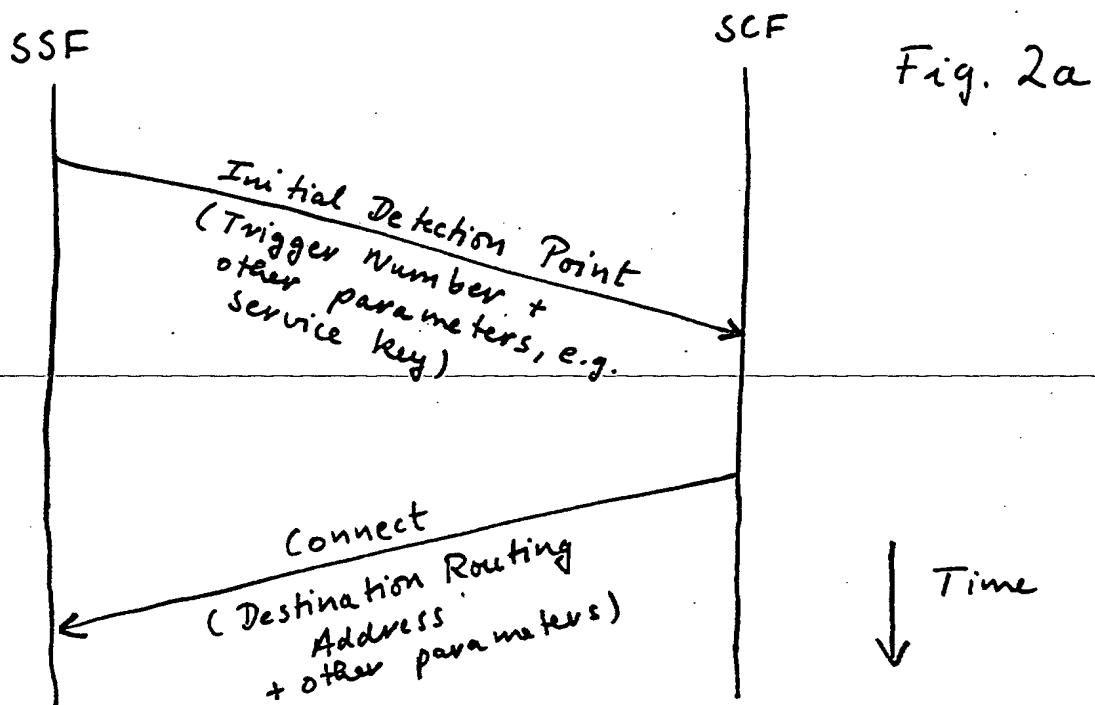 SSF
SCF
Fig. 2a
Initial Detection Point
(Trigger Number +
other parameters, e.g.
service key)
Connect
(Destination Routing
Address
+ other parameters)
Time